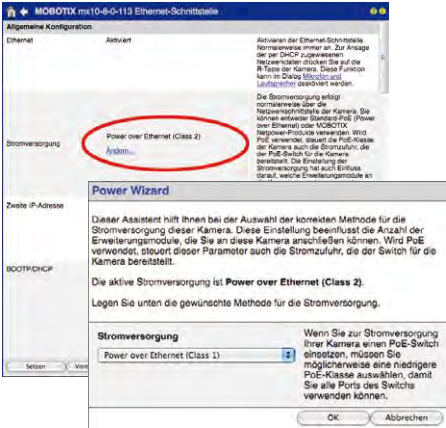 MOBOTIX mx10-8-0-113 Ethernet-Schnittstelle
Allgemeine Konfiguration
Ethernet
Aktiviert
Aktivieren der Ethernet-Schnittstelle.
Normalerweise immer an. Zur Ansage
der per DHCP zugewiesenen
Netzwerkdaten drücken Sie auf die
R-Taste der Kamera. Diese Funktion
kann im Dialog Mikrofon und
Lautsprecher deaktiviert werden.
Stromversorgung
Power over Ethernet (Class 2)
Ändern...
Die Stromversorgung erfolgt
normalerweise über die
Netzwerkschnittstelle der Kamera. Sie
können entweder Standard-PoE (Power
over Ethernet) oder MOBOTIX
Netpower-Produkte verwenden. Wird
PoE verwendet, steuert die PoE-Klasse
der Kamera auch die Stromzufuhr, die
der PoE-Switch für die Kamera
bereitstellt. Die Einstellung der
Stromversorgung hat auch Einfluss
darauf, welche Erweiterungsmodule an
Zweite IP-Adresse
BOOTP/DHCP
Setzen
Power Wizard
Dieser Assistent hilft Ihnen bei der Auswahl der korrekten Methode für die
Stromversorgung dieser Kamera. Diese Einstellung beeinflusst die Anzahl der
Erweiterungsmodule, die Sie an diese Kamera anschließen können. Wird PoE
verwendet, steuert dieser Parameter auch die Stromzufuhr, die der Switch für die
Kamera bereitstellt.
Die aktive Stromversorgung ist Power over Ethernet (Class 2).
Legen Sie unten die gewünschte Methode für die Stromversorgung.
Stromversorgung
Power over Ethernet (Class 1)
Wenn Sie zur Stromversorgung
Ihrer Kamera einen PoE-Switch
einsetzen, müssen Sie
möglicherweise eine niedrigere
PoE-Klasse auswählen, damit
Sie alle Ports des Switchs
verwenden können.
OK
Abbrechen